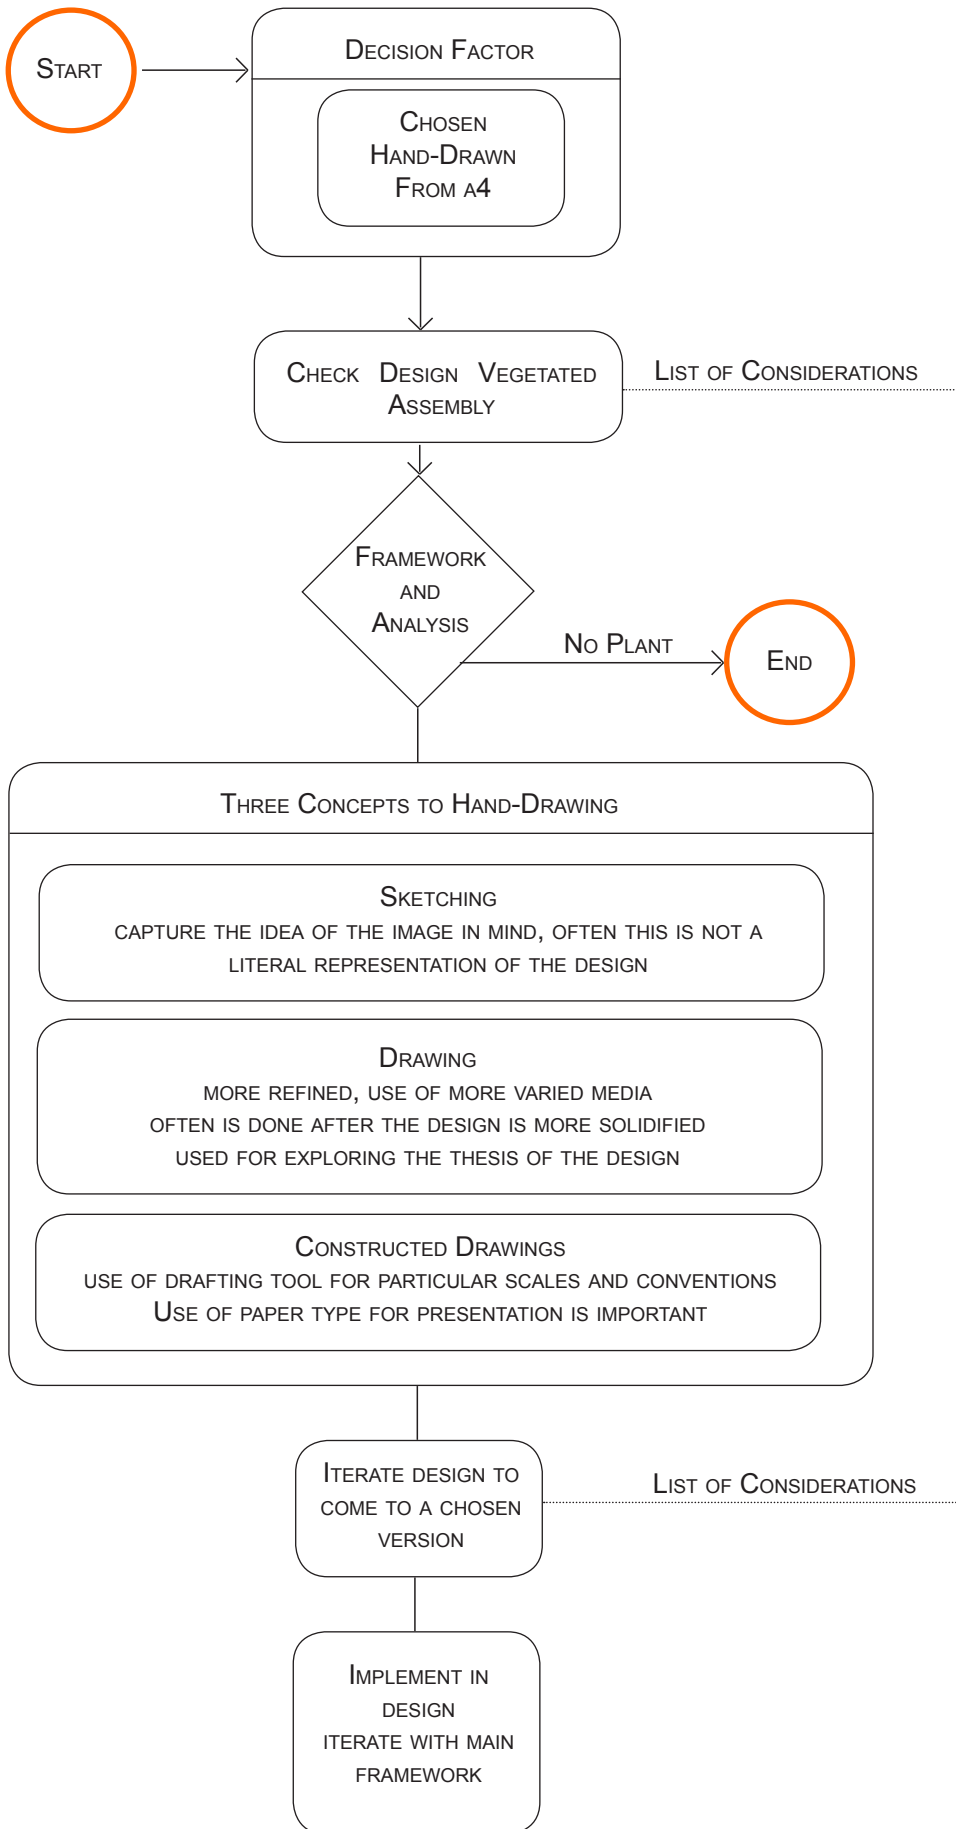 Start
Decision Factor
Chosen
Hand-Drawn
From a4
Check Design Vegetated
Assembly
List of Considerations
Framework
and
Analysis
No Plant
End
Three Concepts to Hand-Drawing
Sketching
capture the idea of the image in mind, often this is not a
literal representation of the design
Drawing
more refined, use of more varied media
often is done after the design is more solidified
used for exploring the thesis of the design
Constructed Drawings
use of drafting tool for particular scales and conventions
Use of paper type for presentation is important
Iterate design to
come to a chosen
version
List of Considerations
Implement in
design
iterate with main
framework